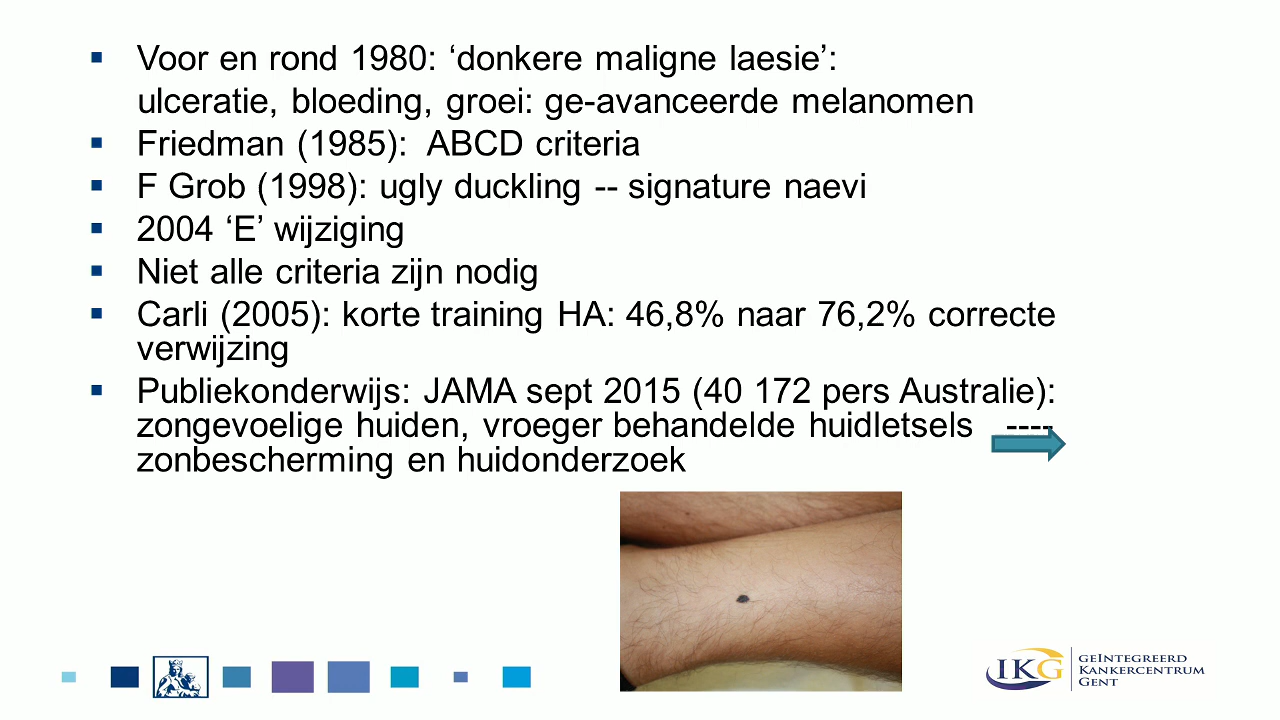 Voor en rond 1980: ‘donkere maligne laesie’:
ulceratie, bloeding, groei: ge-avanceerde melanomen
Friedman (1985):  ABCD criteria
F Grob (1998): ugly duckling -- signature naevi
2004 ‘E’ wijziging
Niet alle criteria zijn nodig
Carli (2005): korte training HA: 46,8% naar 76,2% correcte
verwijzing
Publiekonderwijs: JAMA sept 2015 (40 172 pers Australie):
zongevoelige huiden, vroeger behandelde huidletsels ----
zonbescherming en huidonderzoek
IKG
GEÏNTEGREERD
KANKERCENTRUM
GENT